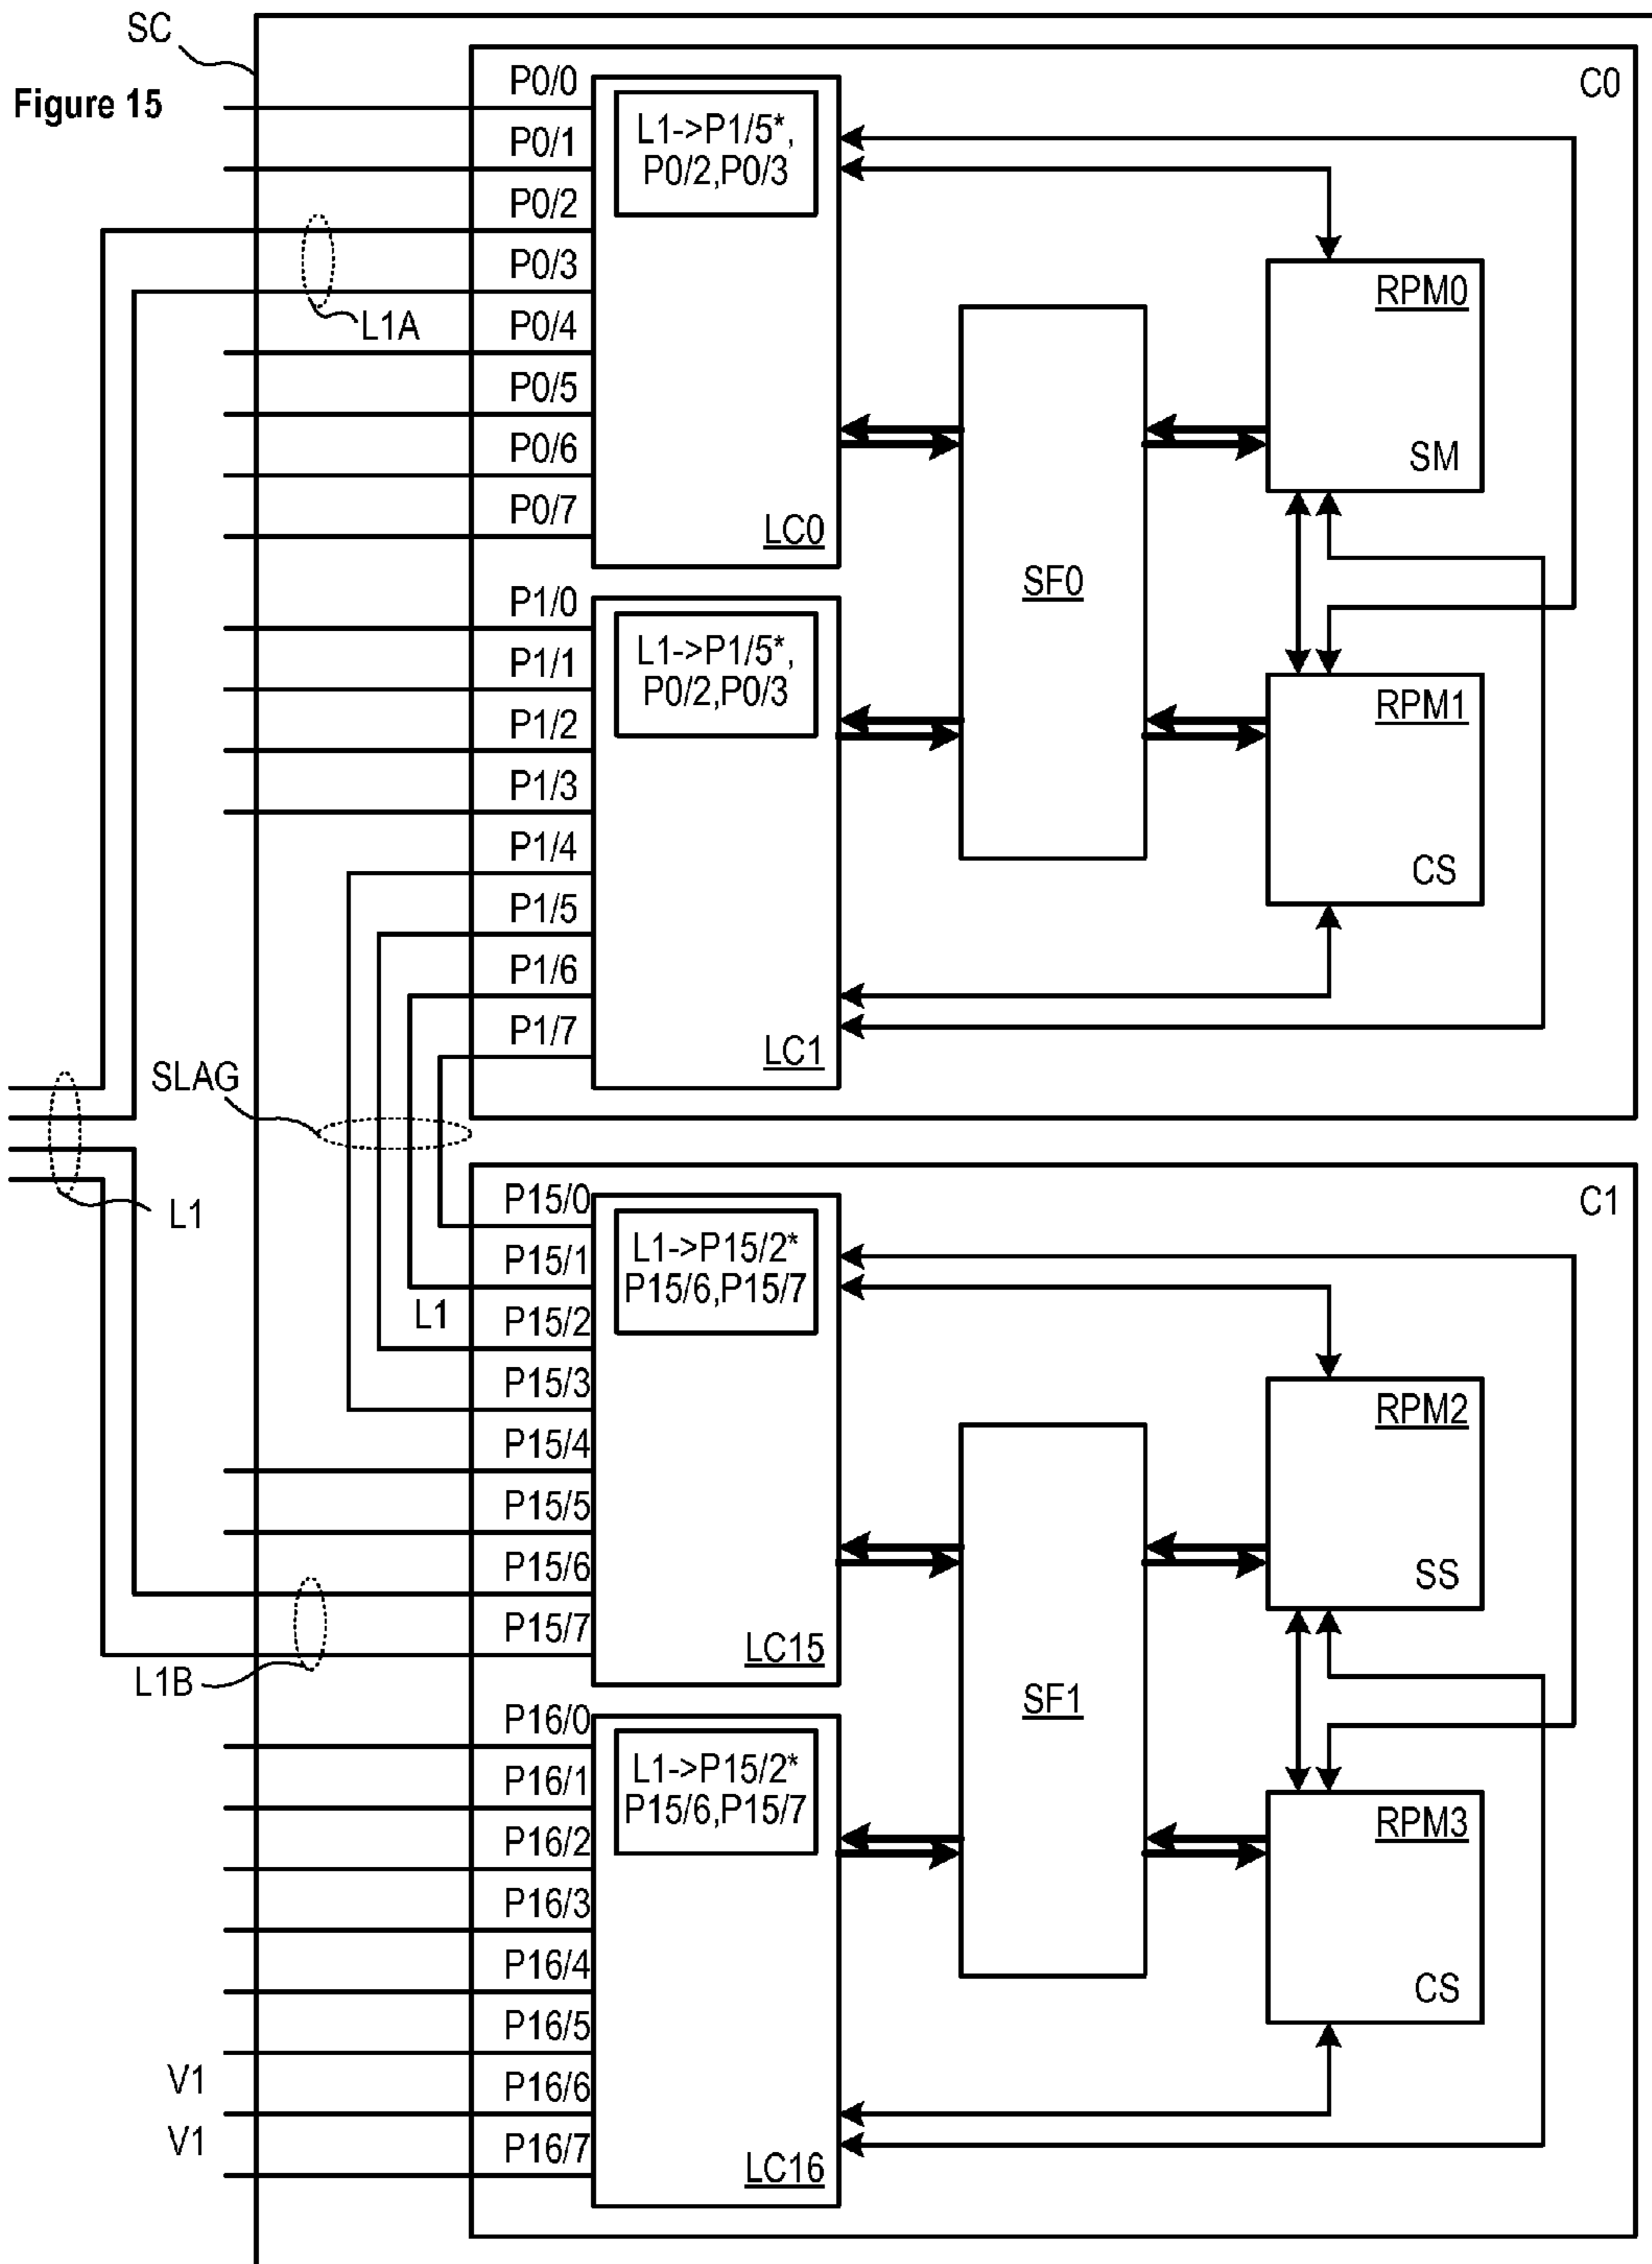 SC
Figure 15
C0
P0/0
P0/1
P0/2
P0/3
P0/4
P0/5
P0/6
P0/7
L1A
L1->P1/5*,
P0/2,P0/3
LC0
SF0
RPM0
SM
P1/0
P1/1
P1/2
P1/3
P1/4
P1/5
P1/6
P1/7
L1->P1/5*,
P0/2,P0/3
LC1
RPM1
CS
SLAG
L1
C1
P15/0
P15/1
L1
P15/2
P15/3
P15/4
P15/5
P15/6
P15/7
L1B
L1->P15/2*
P15/6,P15/7
LC15
SF1
RPM2
SS
P16/0
P16/1
P16/2
P16/3
P16/4
P16/5
V1
P16/6
V1
P16/7
L1->P15/2*
P15/6,P15/7
LC16
RPM3
CS